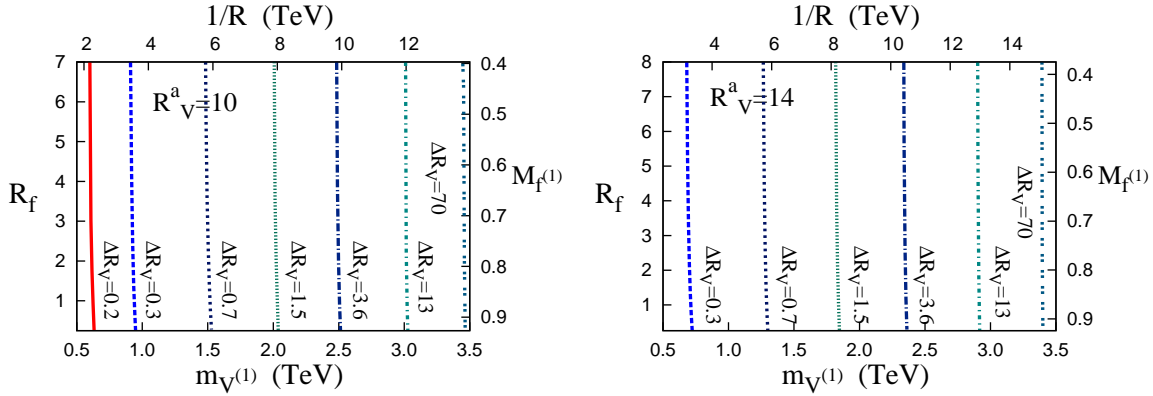 1/R (TeV)
2 4 6 8 10 12
7
6
5
4
3
2
1
R_f
R^a_V=10
ΔR_V=0.2
ΔR_V=0.3
ΔR_V=0.7
ΔR_V=1.5
ΔR_V=3.6
ΔR_V=13
ΔR_V=70
0.4
0.5
0.6
0.7
0.8
0.9
M_f(1)
0.5 1.0 1.5 2.0 2.5 3.0 3.5
m_V(1) (TeV)
1/R (TeV)
4 6 8 10 12 14
8
7
6
5
4
3
2
1
R_f
R^a_V=14
ΔR_V=0.3
ΔR_V=0.7
ΔR_V=1.5
ΔR_V=3.6
ΔR_V=13
ΔR_V=70
0.4
0.5
0.6
0.7
0.8
0.9
M_f(1)
0.5 1.0 1.5 2.0 2.5 3.0 3.5
m_V(1) (TeV)